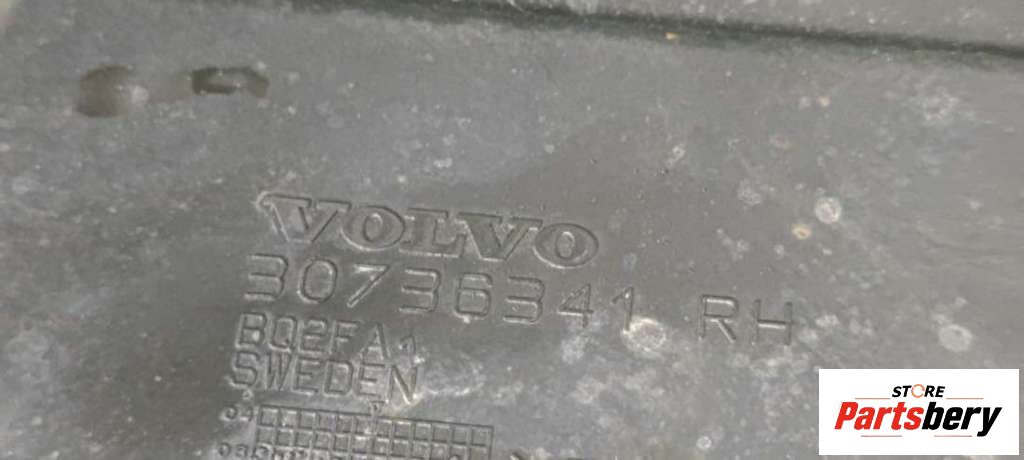 VOLVO
30736341 RH
BQ2FA1
SWEDEN
STORE
Partsbery